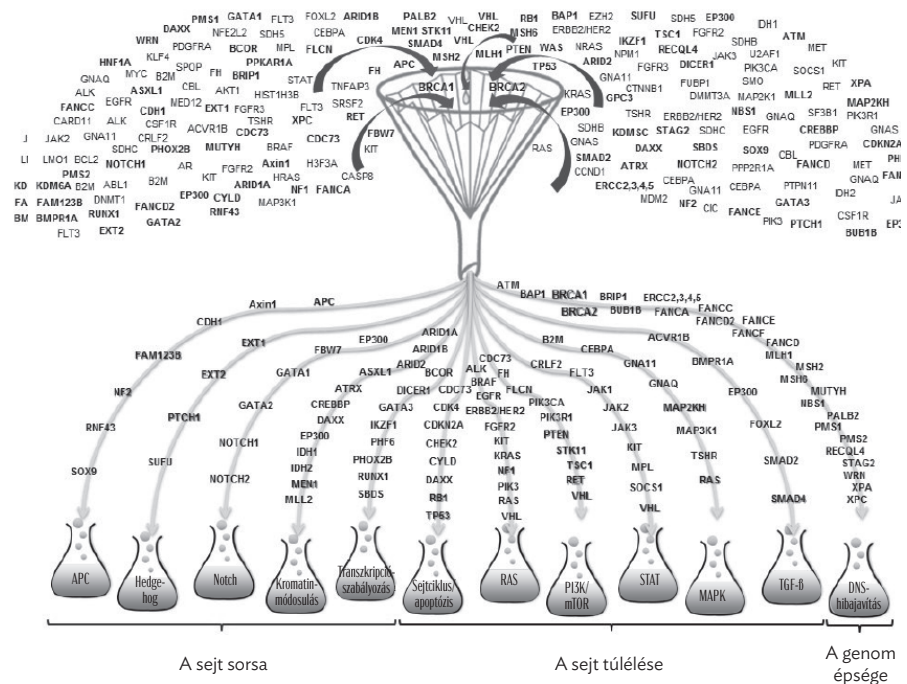 PMS1 GATA1 FLT3 FOXL2 ARID1B PALB2 VHL VHL RB1 BAP1 EZH2 SUFU SDH5 EP300 IDH1
DAXX NFE2L2 CEBPA MEN1 STK11 CHEK2 MSH6 ERBB2/HER2 TSC1 FGFR2 ATM
WRN SDH5 CDK4 SMAD4 VHL PTEN WAS NRAS IKZF1 RECQL4 SDHB MET
PDGFRA BCOR MPL FLCN MSH2 MLH1 NPM1 JAK3 U2AF1
HNF1A KLF4 PPKAR1A APC TP53 ARID2 FGFR3 DICER1 PIK3CA KIT
GNAQ MYC B2M SPOP FH BRIP1 STAT FH GNA11 CTNNB1 FUBP1 SMO SOCS1
ALK ASXL1 CBL AKT1 HIST1H3B TNFAIP3 BRCA1 BRCA2 KRAS GPC3 DMMT3A MAP2K1 MLL2 RET XPA
FANCC EGFR CDH1 MED12 EXT1 FGFR3 FLT3 SRSF2 EP300 TSHR ERBB2/HER2 NBS1 GNAQ SF3B1 MAP2KH
CARD11 ALK CSF1R TSHR XPC RET SDHB KDMSC STAG2 SDHC EGFR CREBBP PIK3R1
J JAK2 GNA11 CRLF2 ACVR1B CDC73 CDC73 FBW7 RAS GNAS DAXX SBDS SOX9 PDGFRA GNAS
SDHC PHOX2B MUTYH BRAF KIT SMAD2 CBL CDKN2A
LI LMO1 BCL2 NOTCH1 AR FGFR2 Axin1 H3F3A CASP8 CCND1 ATRX NOTCH2 PPP2R1A FANCD MET
PMS2 KIT HRAS CEBPA GNAQ
KD KDM6A B2M ABL1 B2M EP300 ARID1A NF1 FANCA ERCC2,3,4,5 GNA11 CEBPA PTPN11 IDH2
FA FAM123B DNMT1 CYLD MAP3K1 MDM2 NF2 GATA3
BM BMPR1A RUNX1 FANCD2 RNF43 CIC FANCE PTCH1 CSF1R
FLT3 EXT2 GATA2 PIK3 BUB1B
ATM
Axin1 APC BAP1 BRCA1 BRIP1 ERCC2,3,4,5
CDH1 BRCA2 BUB1B FANCA FANCC
EXT1 EP300 ARID1A FANCD2 FANCE
FAM123B FBW7 ARID1B CDC73 B2M CEBPA ACVR1B FANCF FANCD
EXT2 GATA1 ASXL1 ARID2 BCOR ALK FH CRLF2 FLT3 GNA11 BMPR1A MLH1 MSH2
NF2 ATRX DICER1 CDC73 BRAF FLCN JAK1 GNAQ EP300 MSH6 MUTYH
PTCH1 GATA2 CREBBP GATA3 CDK4 EGFR PIK3CA JAK2 MAP2KH NBS1
RNF43 DAXX IKZF1 CDKN2A ERBB2/HER2 PIK3R1 FOXL2 PALB2
NOTCH1 EP300 PHF6 CHEK2 FGFR2 PTEN JAK3 MAP3K1 PMS1
SOX9 SUFU IDH1 PHOX2B CYLD KIT STK11 KIT TSHR SMAD2 PMS2
NOTCH2 IDH2 RUNX1 DAXX KRAS TSC1 MPL RAS RECQL4
MEN1 SBDS RB1 NF1 RET SOCS1 SMAD4 STAG2
MLL2 TP53 PIK3 VHL VHL WRN
RAS XPA
VHL XPC
APC
Hedge-
hog
Notch
Kromatin-
módosulás
Transzkripció-
szabályozás
Sejtciklus/
apoptózis
RAS
PI3K/
mTOR
STAT
MAPK
TGF-ß
DNS-
hibajavítás
A sejt sorsa
A sejt túlélése
A genom
épsége